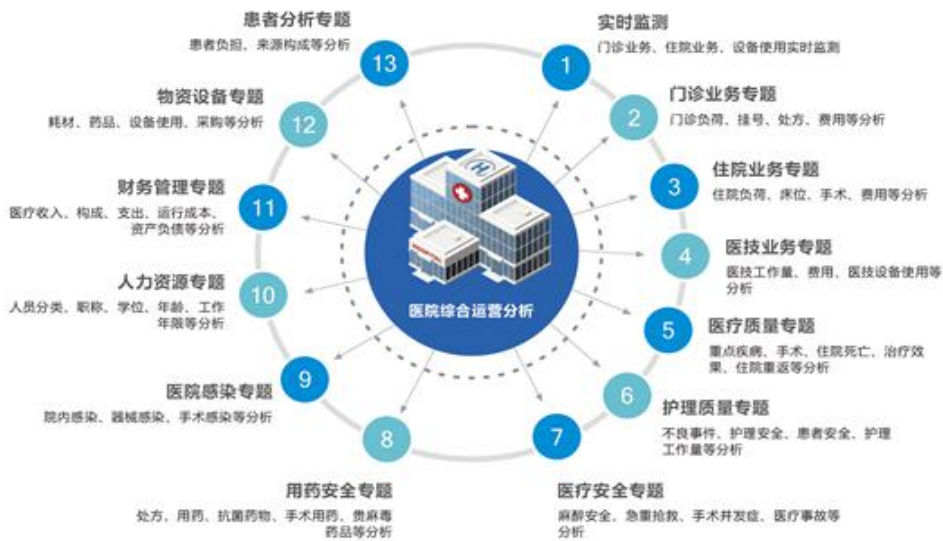 实时监测
门诊业务、住院业务、设备使用实时监测
1
门诊业务专题
门诊负荷、挂号、处方、费用等分析
2
住院业务专题
住院负荷、床位、手术、费用等分析
3
医技业务专题
医技工作量、费用、医技设备使用等
分析
4
医疗质量专题
重点疾病、手术、住院死亡、治疗效
果、住院重返等分析
5
护理质量专题
不良事件、护理安全、患者安全、护理
工作量等分析
6
医疗安全专题
麻醉安全、急重抢救、手术并发症、医疗事故等
分析
7
用药安全专题
处方、用药、抗菌药物、手术用药、贵麻毒
药品等分析
8
医院感染专题
院内感染、器械感染、手术感染等分析
9
人力资源专题
人员分类、职称、学位、年龄、工作
年限等分析
10
财务管理专题
医疗收入、构成、支出、运行成本、
资产负债等分析
11
物资设备专题
耗材、药品、设备使用、采购等分析
12
患者分析专题
患者负担、来源构成等分析
13
H
HOSPITAL
医院综合运营分析